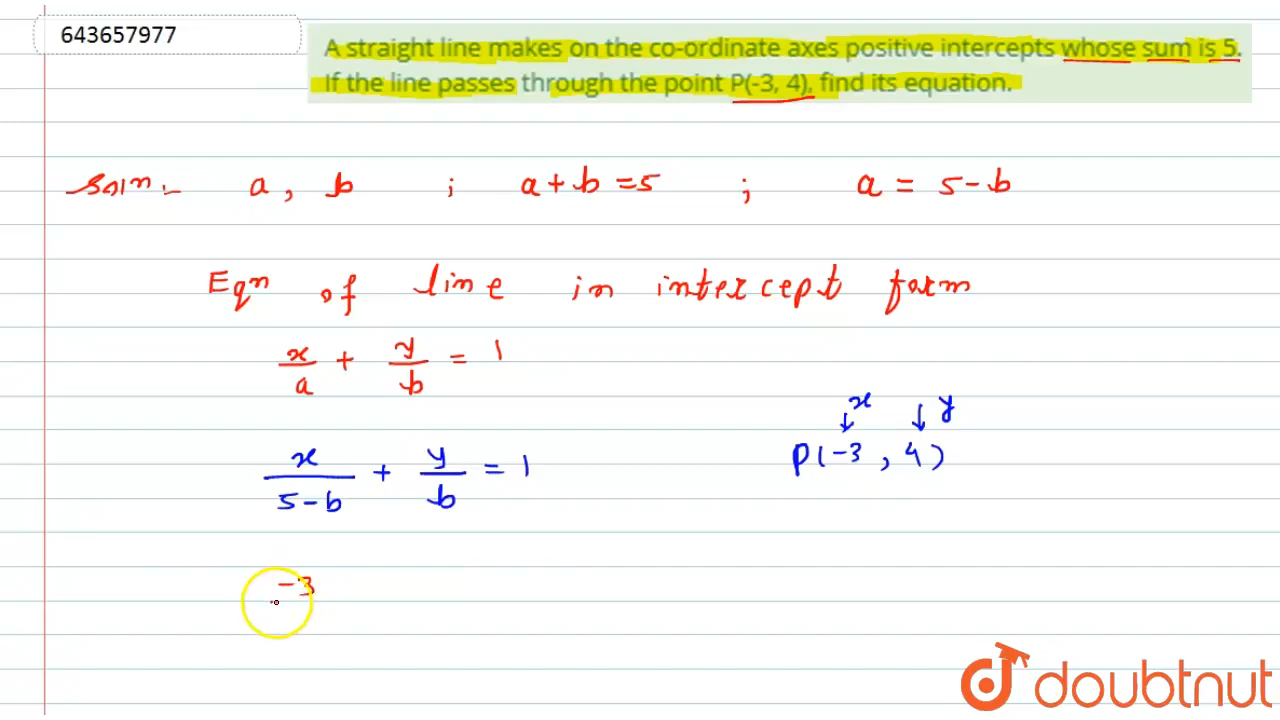 643657977
A straight line makes on the co-ordinate axes positive intercepts whose sum is 5.
If the line passes through the point P(-3, 4), find its equation.
Soln:- a , b ; a + b = 5 ; a = 5 - b
Eqn of line in intercept form
x/a + y/b = 1
x y
x/(5-b) + y/b = 1 P(-3, 4)
-3
doubtnut